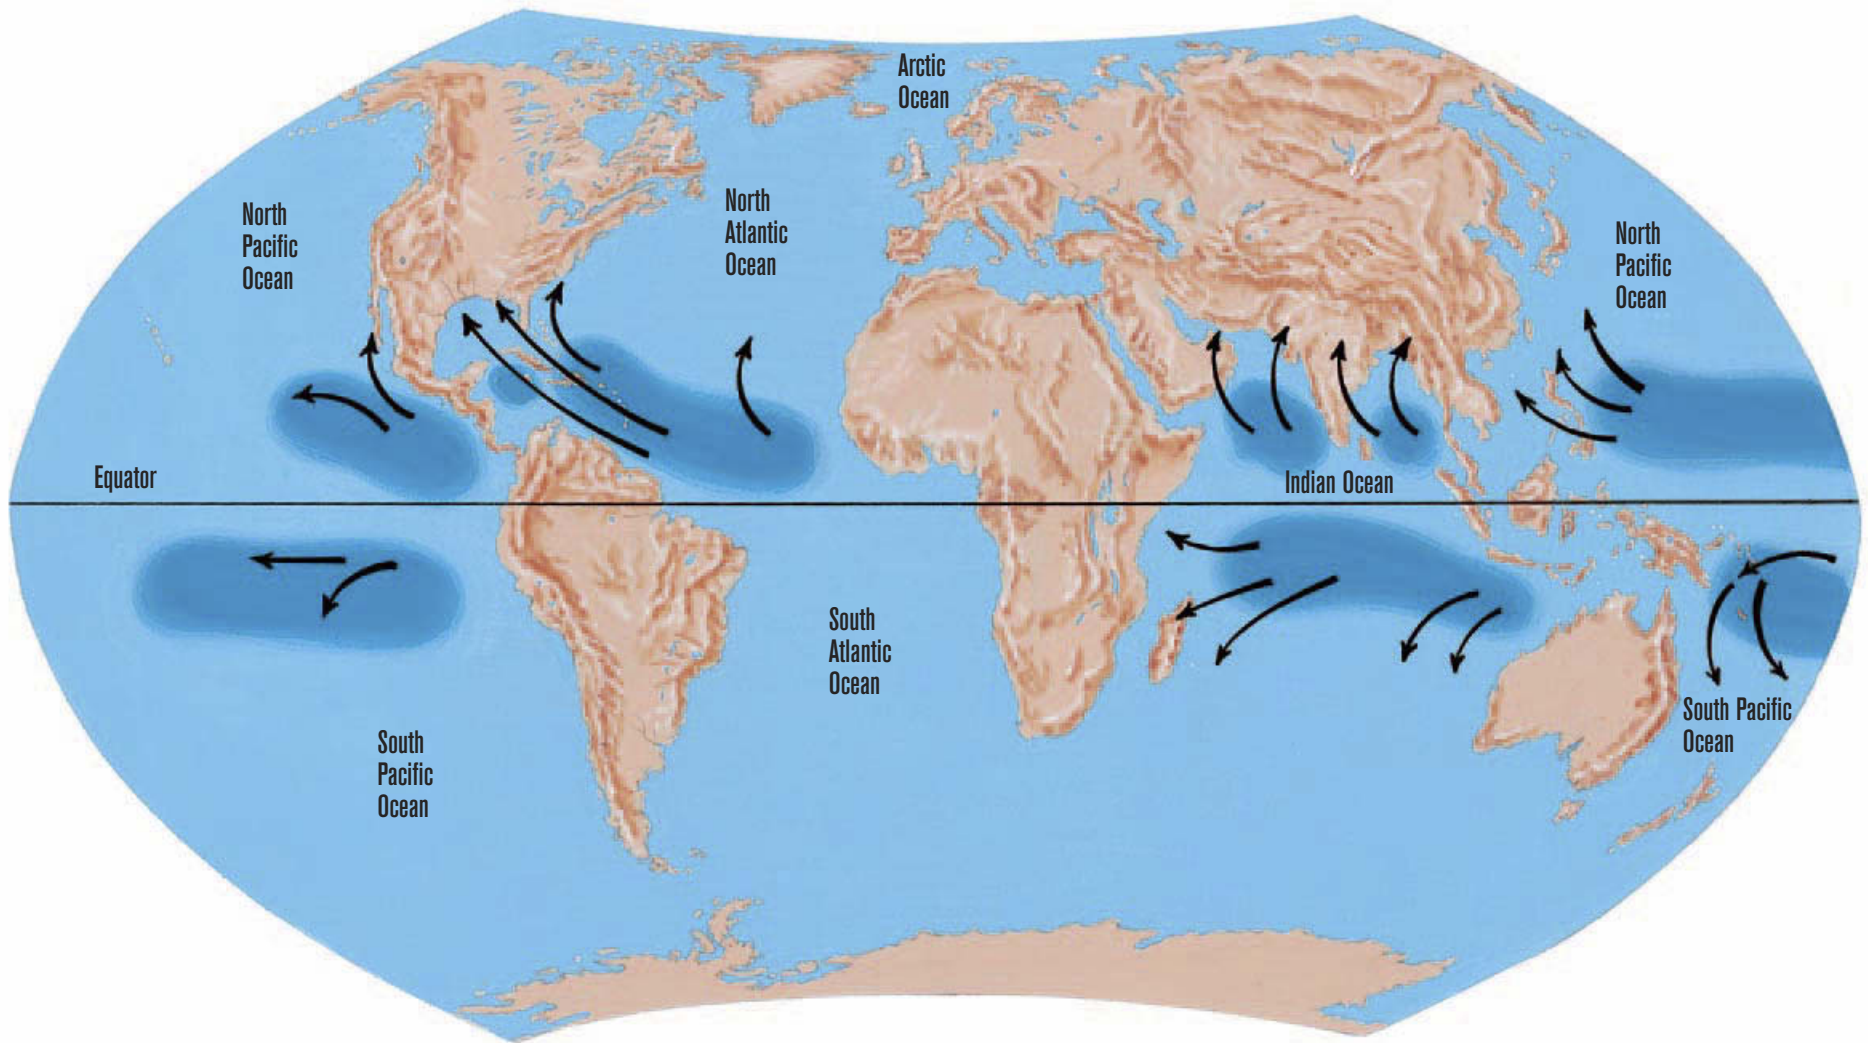 Arctic
Ocean
North
Pacific
Ocean
North
Atlantic
Ocean
North
Pacific
Ocean
Equator
Indian Ocean
South
Atlantic
Ocean
South Pacific
Ocean
South
Pacific
Ocean